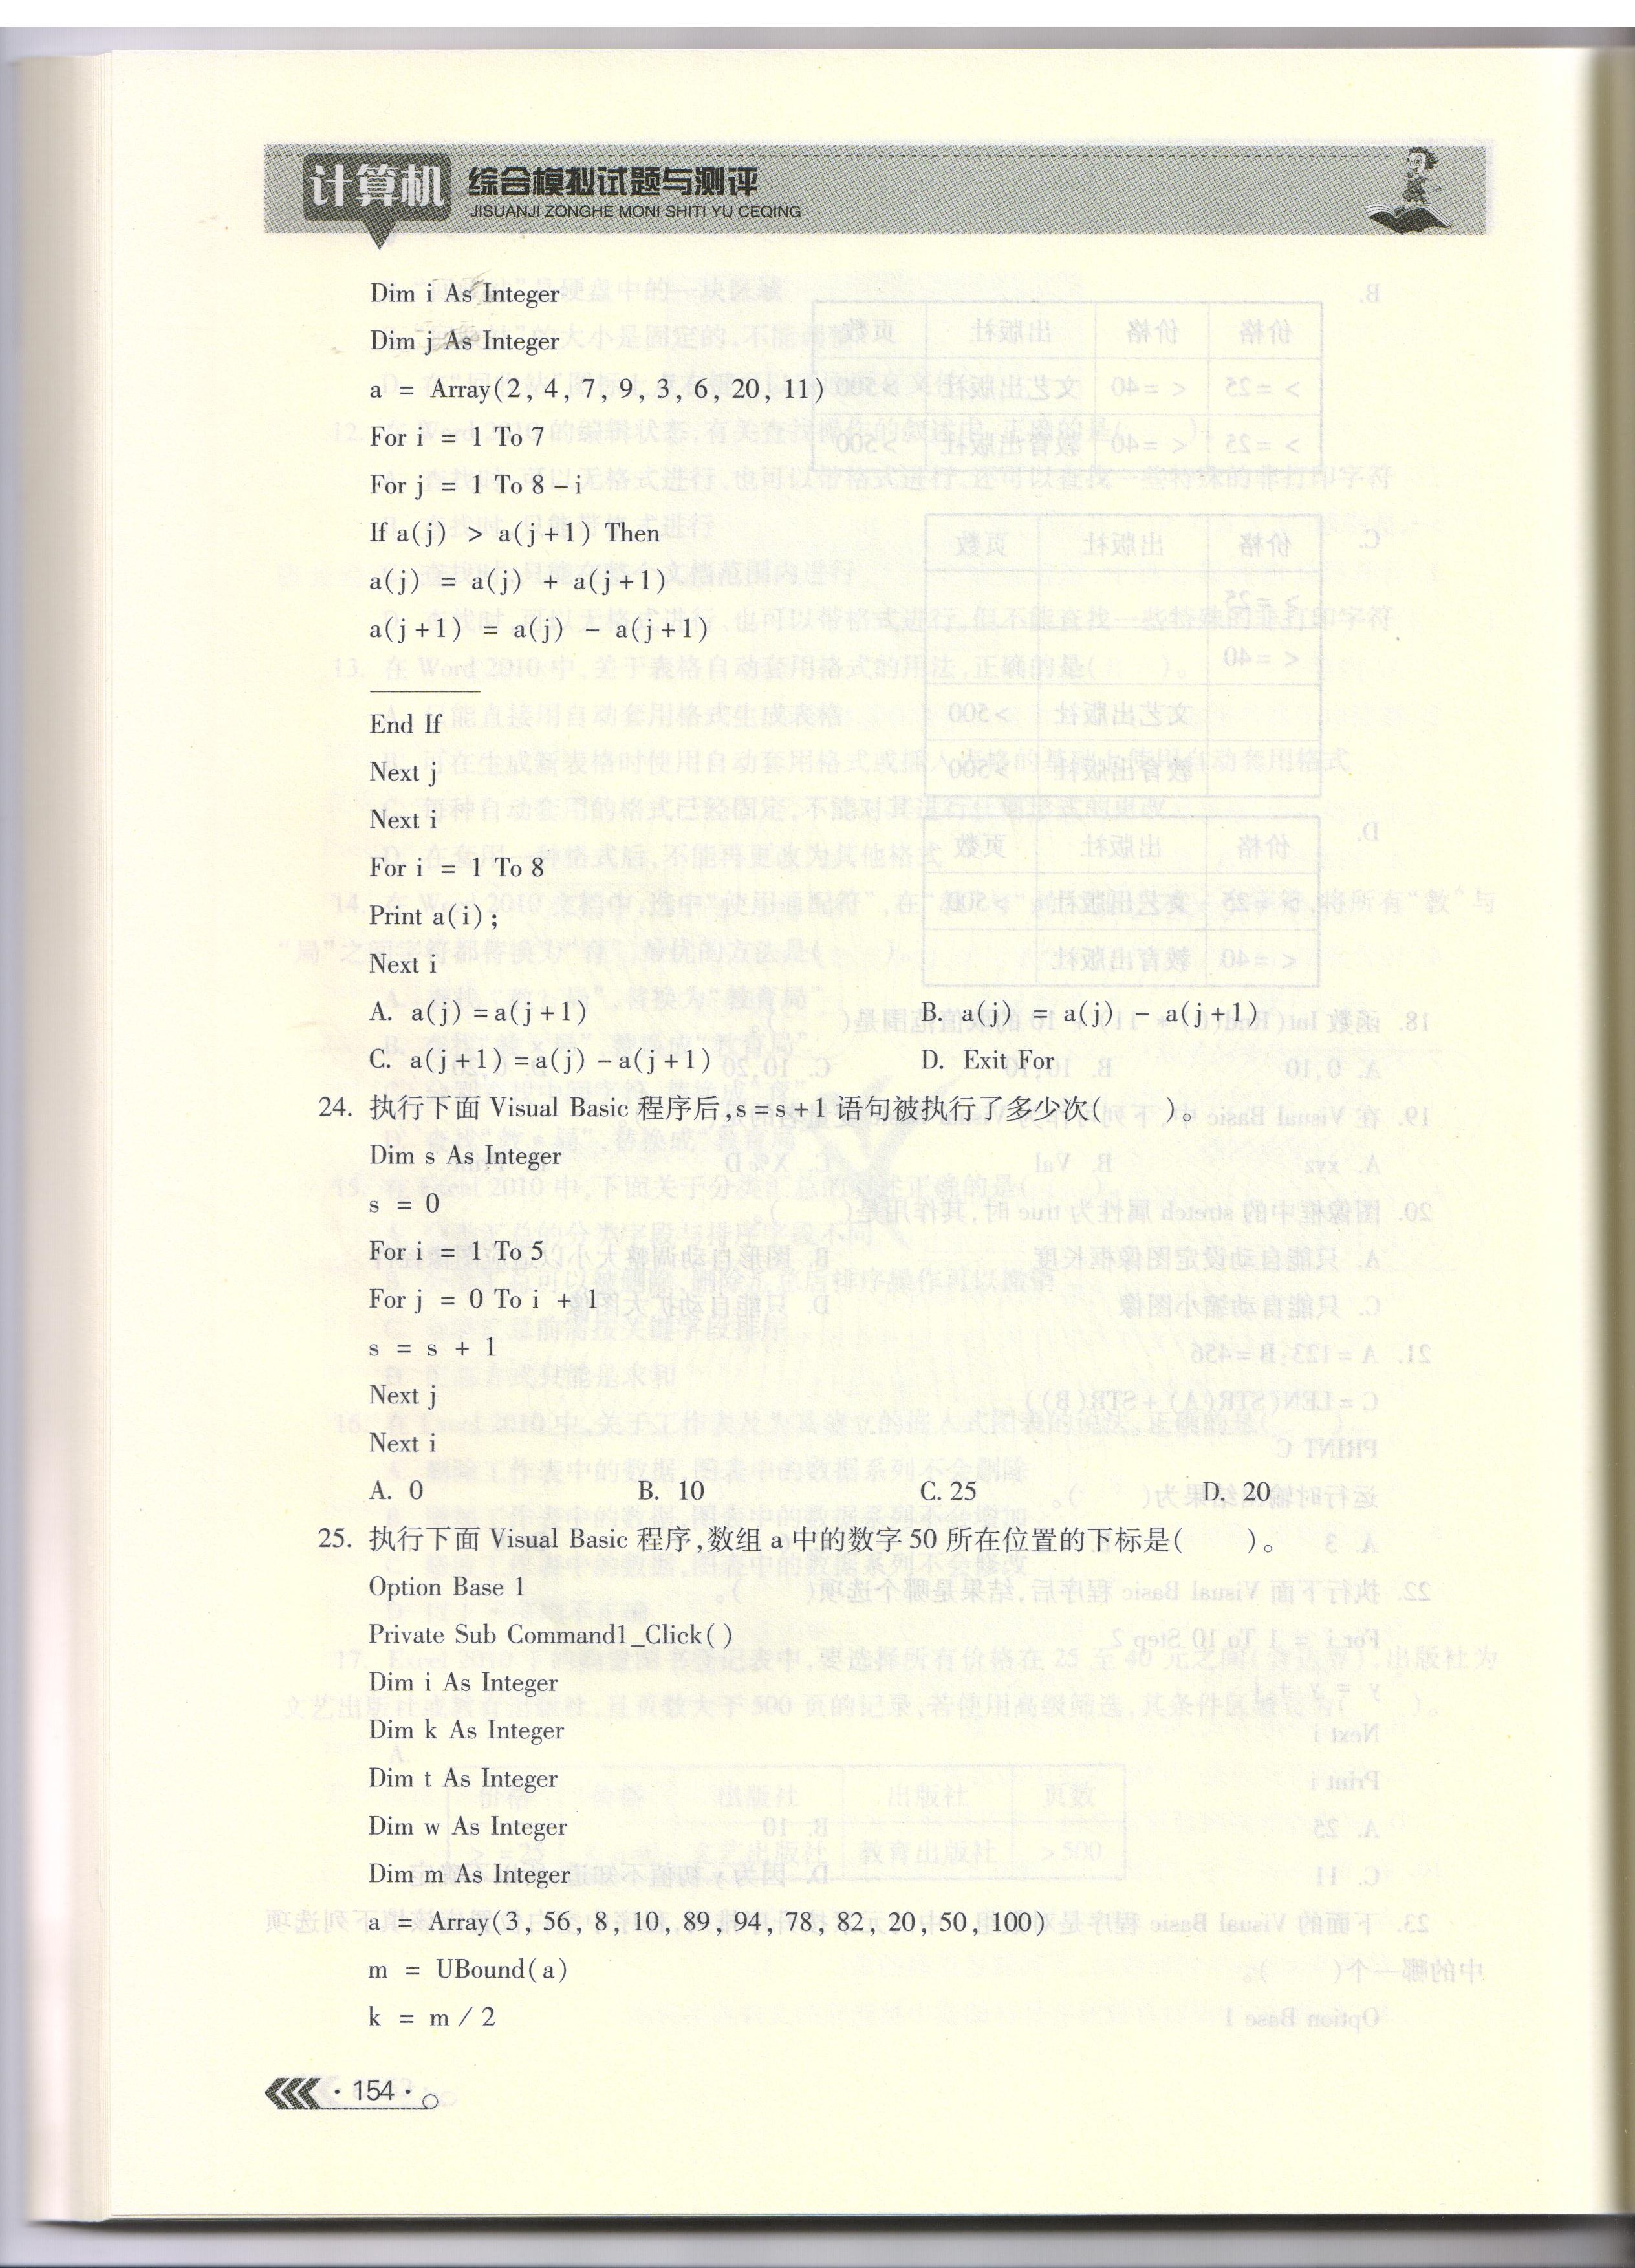 计算机 综合模拟试题与测评
JISUANJI ZONGHE MONI SHITI YU CEQING
Dim i As Integer
Dim j As Integer
a = Array(2, 4, 7, 9, 3, 6, 20, 11)
For i = 1 To 7
For j = 1 To 8-i
If a(j) > a(j+1) Then
a(j) = a(j) + a(j+1)
a(j+1) = a(j) - a(j+1)
________
End If
Next j
Next i
For i = 1 To 8
Print a(i);
Next i
A. a(j)=a(j+1) B. a(j) = a(j) - a(j+1)
C. a(j+1)=a(j)-a(j+1) D. Exit For
24. 执行下面 Visual Basic 程序后,s=s+1 语句被执行了多少次( )。
Dim s As Integer
s = 0
For i = 1 To 5
For j = 0 To i + 1
s = s + 1
Next j
Next i
A. 0 B. 10 C. 25 D. 20
25. 执行下面 Visual Basic 程序,数组 a 中的数字 50 所在位置的下标是( )。
Option Base 1
Private Sub Command1_Click( )
Dim i As Integer
Dim k As Integer
Dim t As Integer
Dim w As Integer
Dim m As Integer
a = Array(3, 56, 8, 10, 89, 94, 78, 82, 20, 50, 100)
m = UBound(a)
k = m / 2
·154·